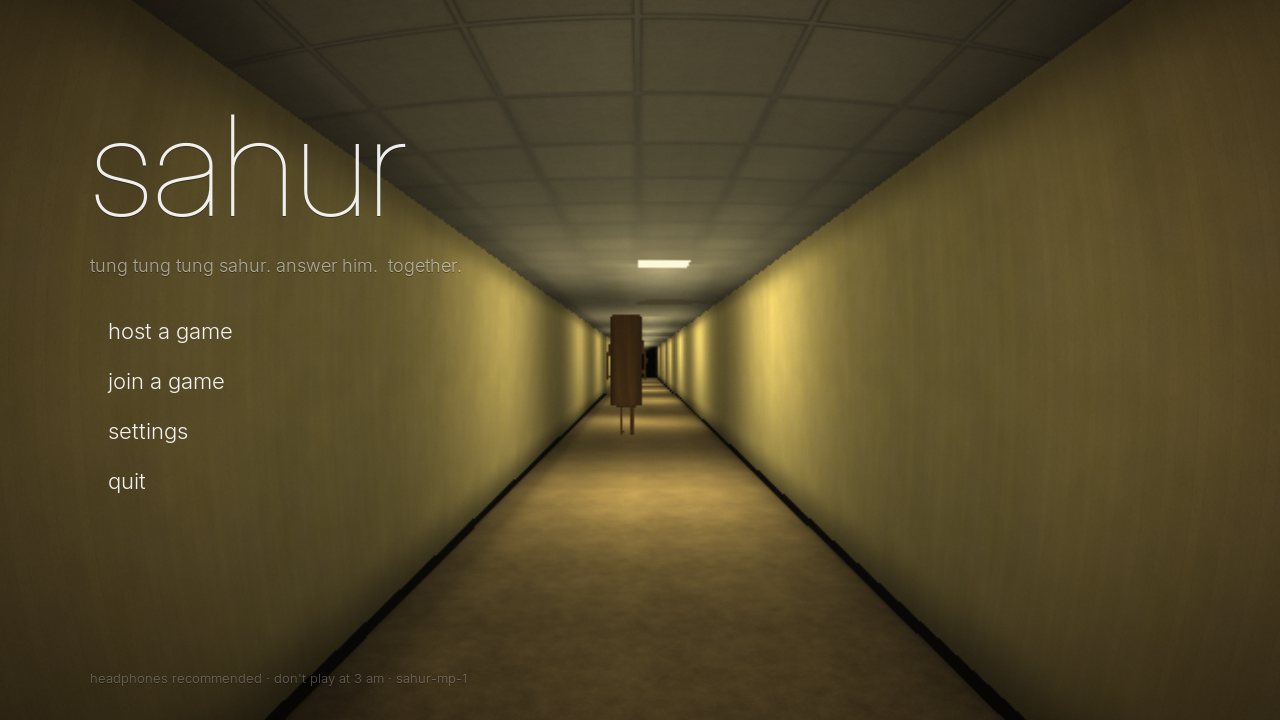 sahur
tung tung tung sahur. answer him.  together.
host a game
join a game
settings
quit
headphones recommended · don't play at 3 am · sahur-mp-1